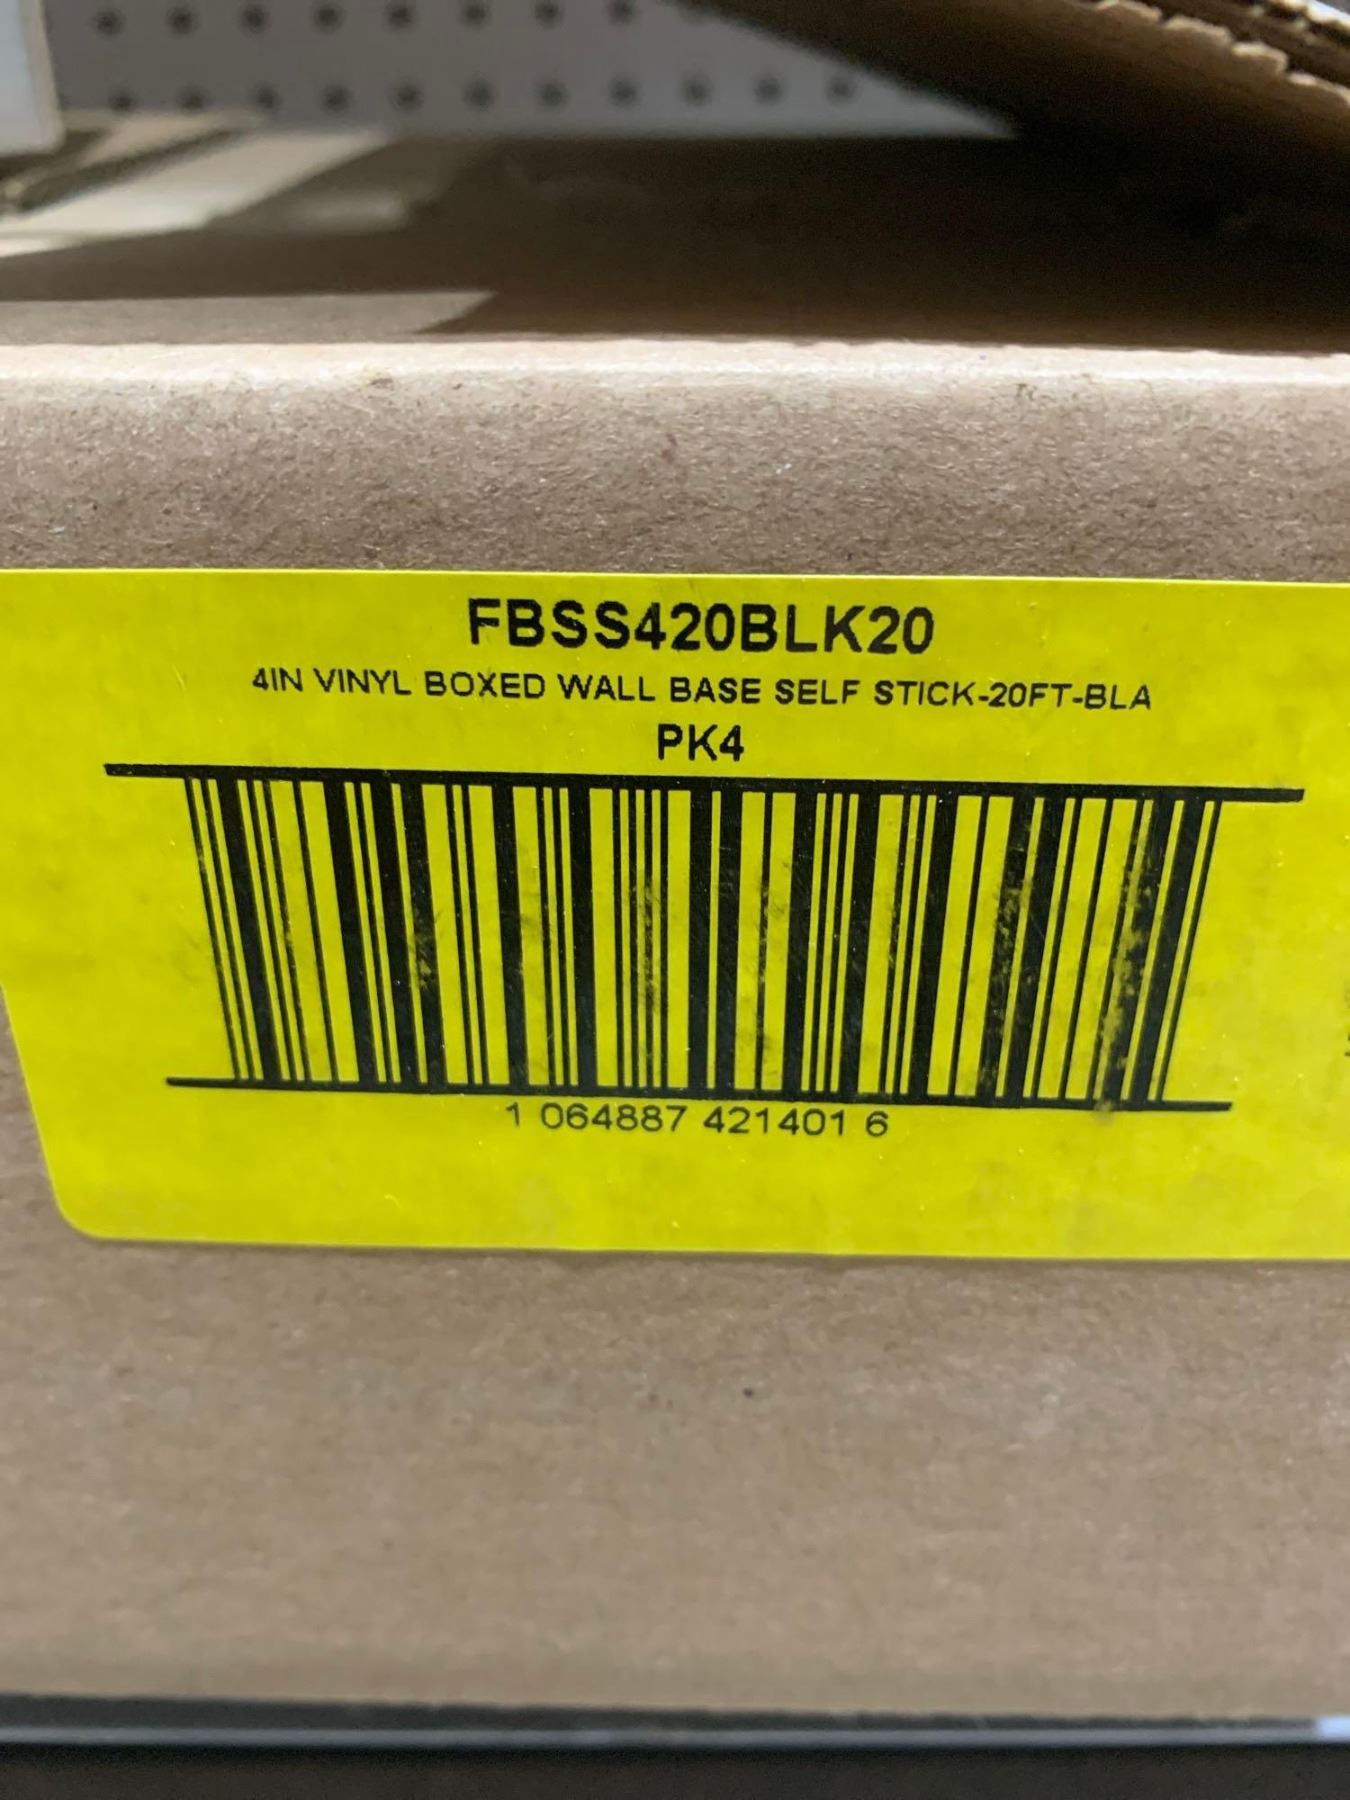 FBSS420BLK20
4IN VINYL BOXED WALL BASE SELF STICK-20FT-BLA
PK4
1 064887 421401 6